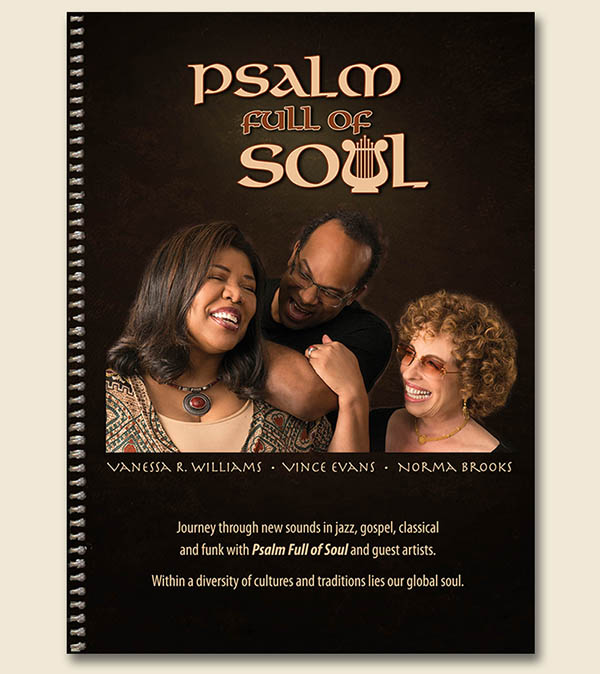 PSALM
FULL OF
SOUL
VANESSA R. WILLIAMS • VINCE EVANS • NORMA BROOKS
Journey through new sounds in jazz, gospel, classical
and funk with Psalm Full of Soul and guest artists.
Within a diversity of cultures and traditions lies our global soul.